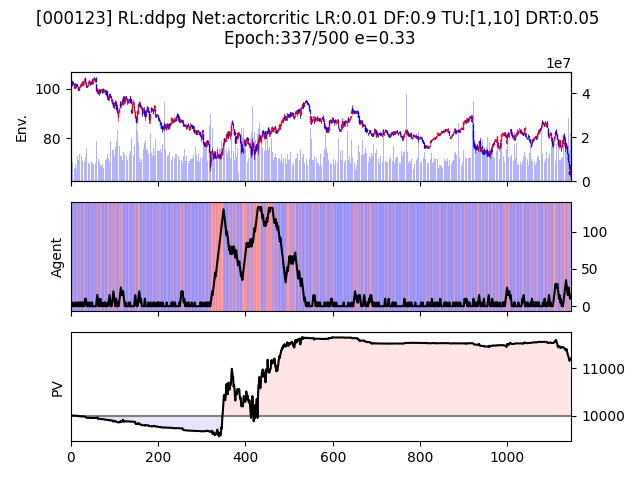 [000123] RL:ddpg Net:actorcritic LR:0.01 DF:0.9 TU:[1,10] DRT:0.05
Epoch:337/500 e=0.33
1e7
Env.
100
80
4
2
0
Agent
100
50
0
PV
11000
10000
0
200
400
600
800
1000